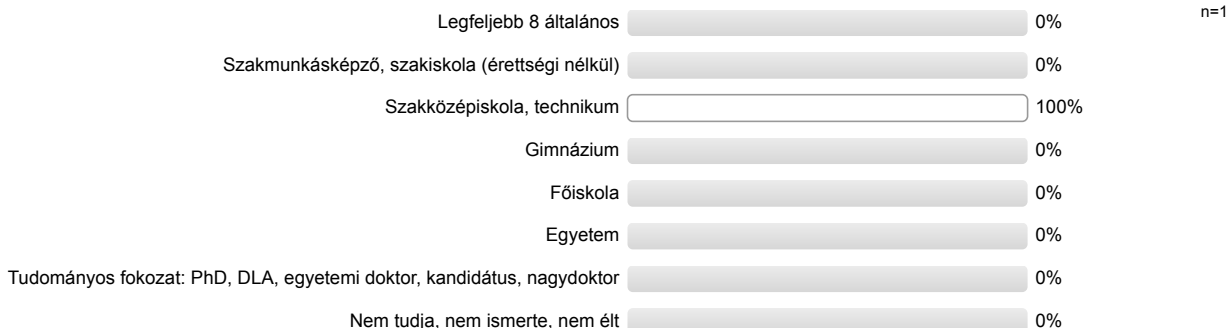 Legfeljebb 8 általános 0% n=1
Szakmunkásképző, szakiskola (érettségi nélkül) 0%
Szakközépiskola, technikum 100%
Gimnázium 0%
Főiskola 0%
Egyetem 0%
Tudományos fokozat: PhD, DLA, egyetemi doktor, kandidátus, nagydoktor 0%
Nem tudja, nem ismerte, nem élt 0%